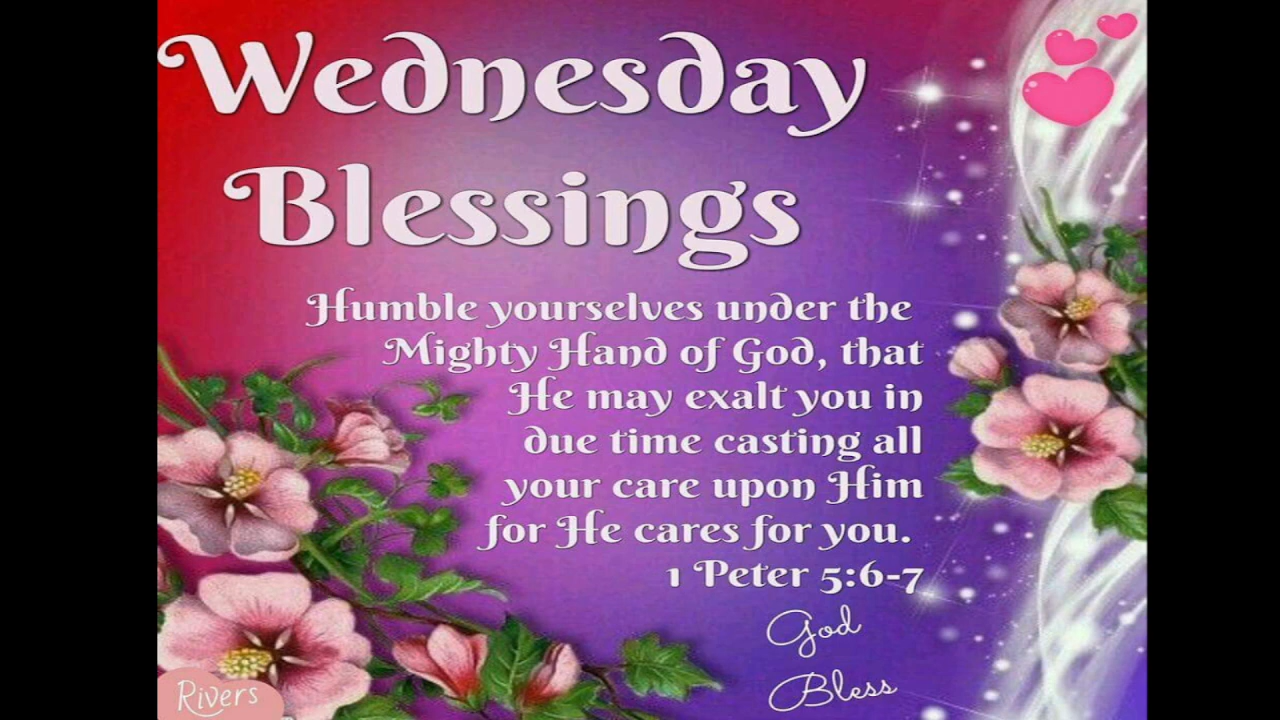 Wednesday
Blessings
Humble yourselves under the
Mighty Hand of God, that
He may exalt you in
due time casting all
your care upon Him
for He cares for you.
1 Peter 5:6-7
God
Bless
Rivers